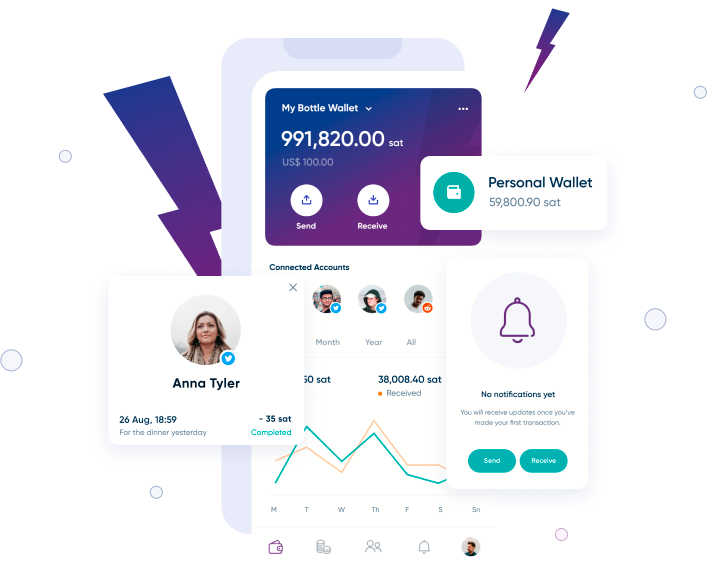 My Bottle Wallet
991,820.00 sat
US$ 100.00
Send
Receive
Personal Wallet
59,800.90 sat
Connected Accounts
Month
Year
All
50 sat
38,008.40 sat
Received
Anna Tyler
26 Aug, 18:59
- 35 sat
For the dinner yesterday
Completed
No notifications yet
You will receive updates once you've
made your first transaction.
Send
Receive
M
T
W
Th
F
S
Sn